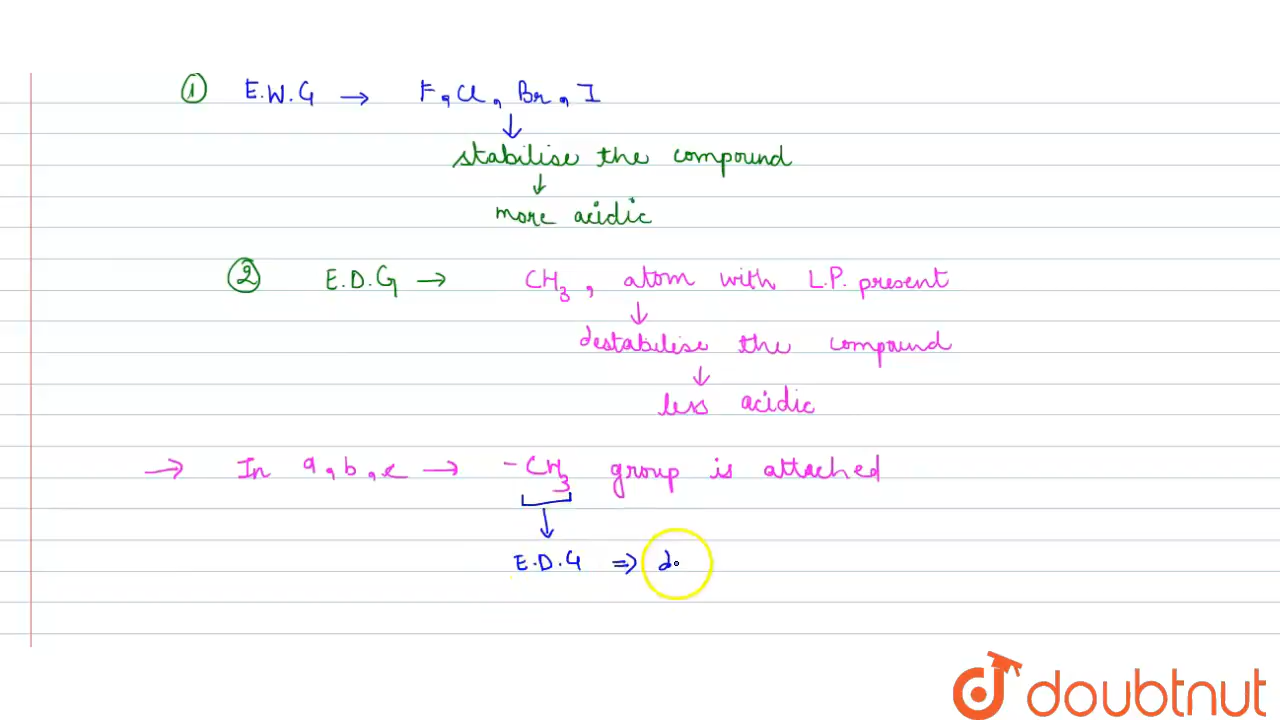 ① E.W.G → F, Cl, Br, I
↓
stabilise the compound
↓
more acidic
② E.D.G → CH₃, atom with L.P. present
↓
destabilise the compound
↓
less acidic
→ In a, b, c → -CH₃ group is attached
↓
E.D.G ⇒ d
doubtnut